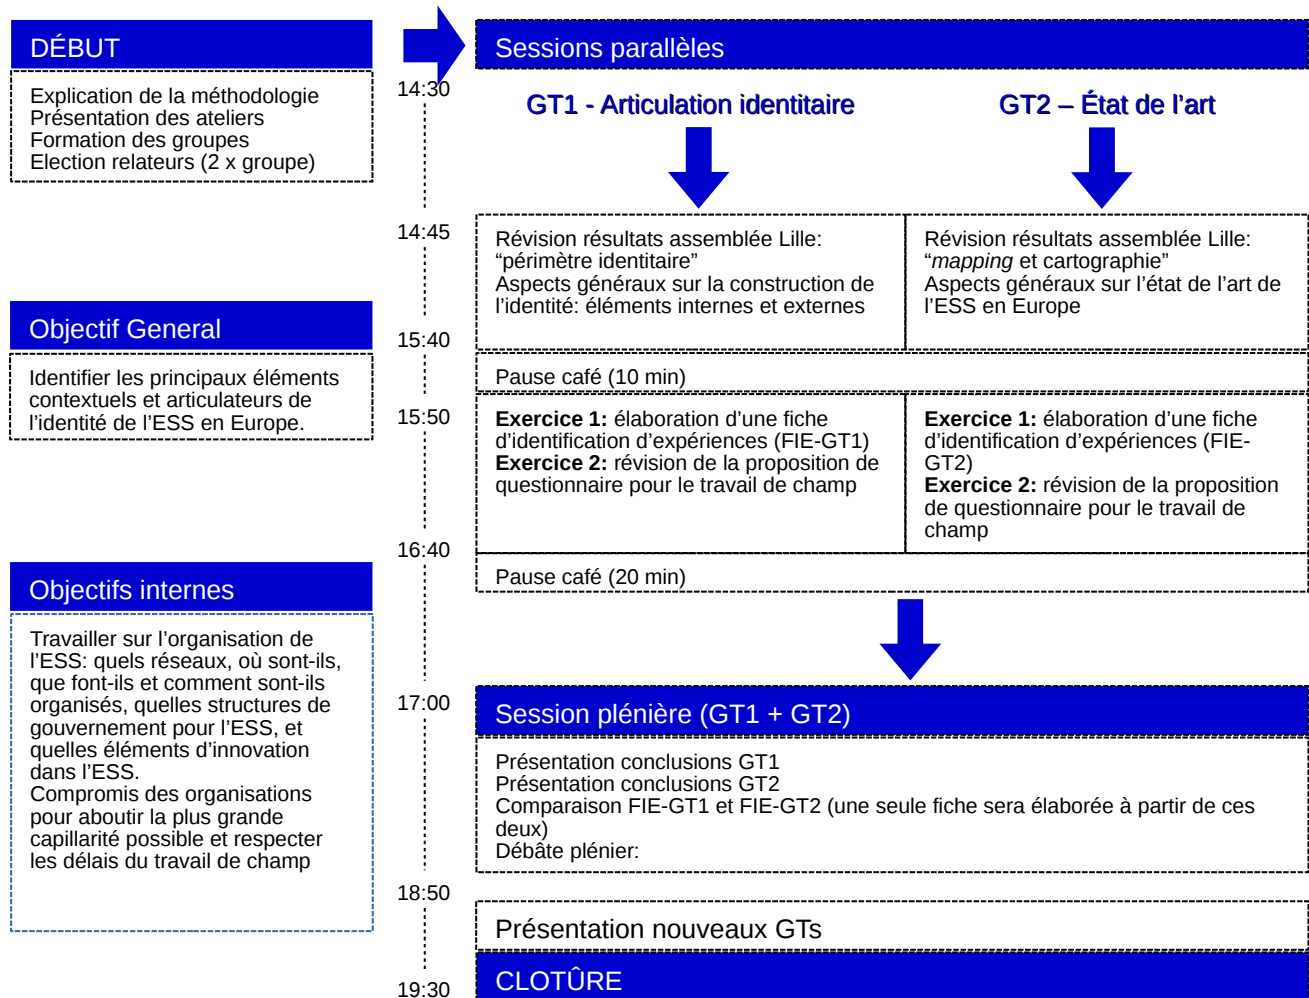 DÉBUT
Explication de la méthodologie
Présentation des ateliers
Formation des groupes
Election relateurs (2 x groupe)
Objectif General
Identifier les principaux éléments
contextuels et articulateurs de
l’identité de l’ESS en Europe.
Objectifs internes
Travailler sur l’organisation de
l’ESS: quels réseaux, où sont-ils,
que font-ils et comment sont-ils
organisés, quelles structures de
gouvernement pour l’ESS, et
quelles éléments d’innovation
dans l’ESS.
Compromis des organisations
pour aboutir la plus grande
capillarité possible et respecter
les délais du travail de champ
14:30
14:45
15:40
15:50
16:40
17:00
18:50
19:30
Sessions parallèles
GT1 - Articulation identitaire
Révision résultats assemblée Lille:
“périmètre identitaire”
Aspects généraux sur la construction de
l’identité: éléments internes et externes
GT2 – État de l’art
Révision résultats assemblée Lille:
“mapping et cartographie”
Aspects généraux sur l’état de l’art de
l’ESS en Europe
Pause café (10 min)
Exercice 1: élaboration d’une fiche
d’identification d’expériences (FIE-GT1)
Exercice 2: révision de la proposition de
questionnaire pour le travail de champ
Exercice 1: élaboration d’une fiche
d’identification d’expériences (FIE-
GT2)
Exercice 2: révision de la proposition
de questionnaire pour le travail de
champ
Pause café (20 min)
Session plénière (GT1 + GT2)
Présentation conclusions GT1
Présentation conclusions GT2
Comparaison FIE-GT1 et FIE-GT2 (une seule fiche sera élaborée à partir de ces
deux)
Débâte plénier:
Présentation nouveaux GTs
CLOTÛRE